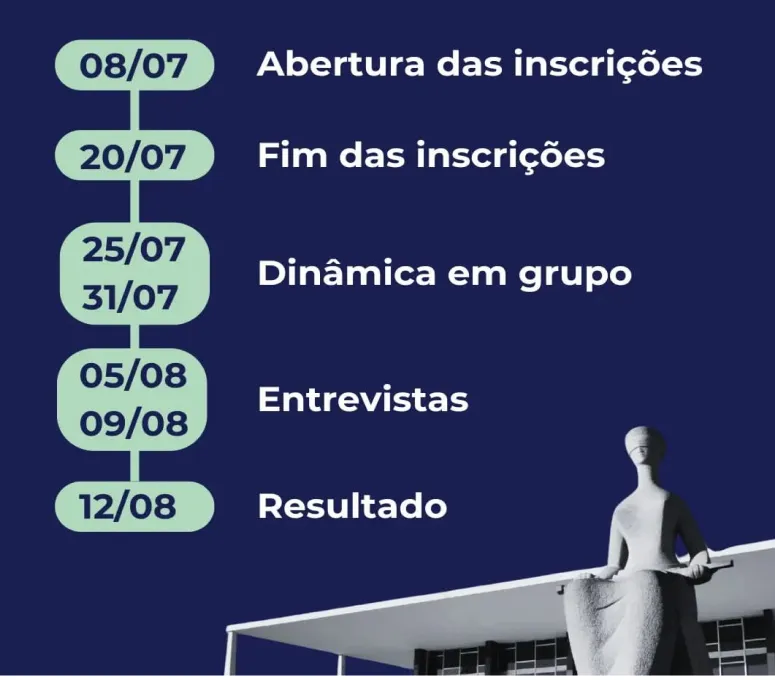 08/07 Abertura das inscrições
20/07 Fim das inscrições
25/07
31/07
Dinâmica em grupo
05/08
09/08
Entrevistas
12/08 Resultado